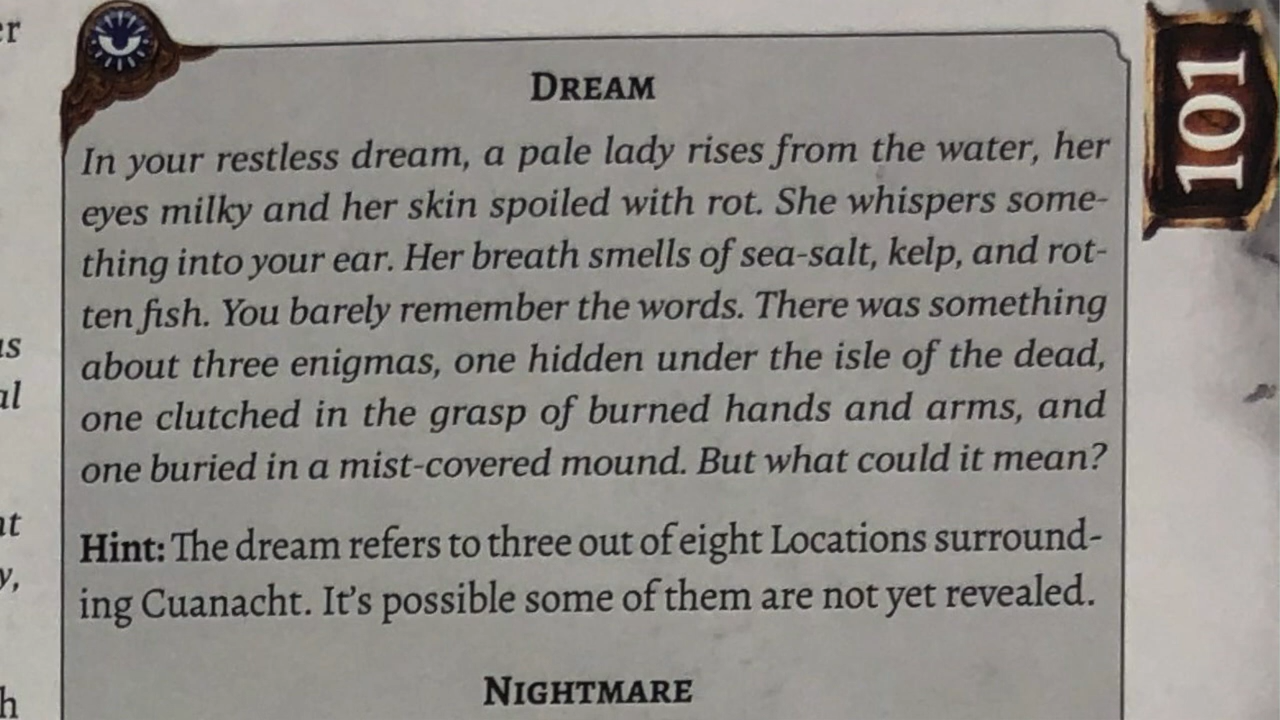 er
us
al
nt
y,
h
DREAM
In your restless dream, a pale lady rises from the water, her
eyes milky and her skin spoiled with rot. She whispers some-
thing into your ear. Her breath smells of sea-salt, kelp, and rot-
ten fish. You barely remember the words. There was something
about three enigmas, one hidden under the isle of the dead,
one clutched in the grasp of burned hands and arms, and
one buried in a mist-covered mound. But what could it mean?
Hint: The dream refers to three out of eight Locations surround-
ing Cuanacht. It's possible some of them are not yet revealed.
NIGHTMARE
101